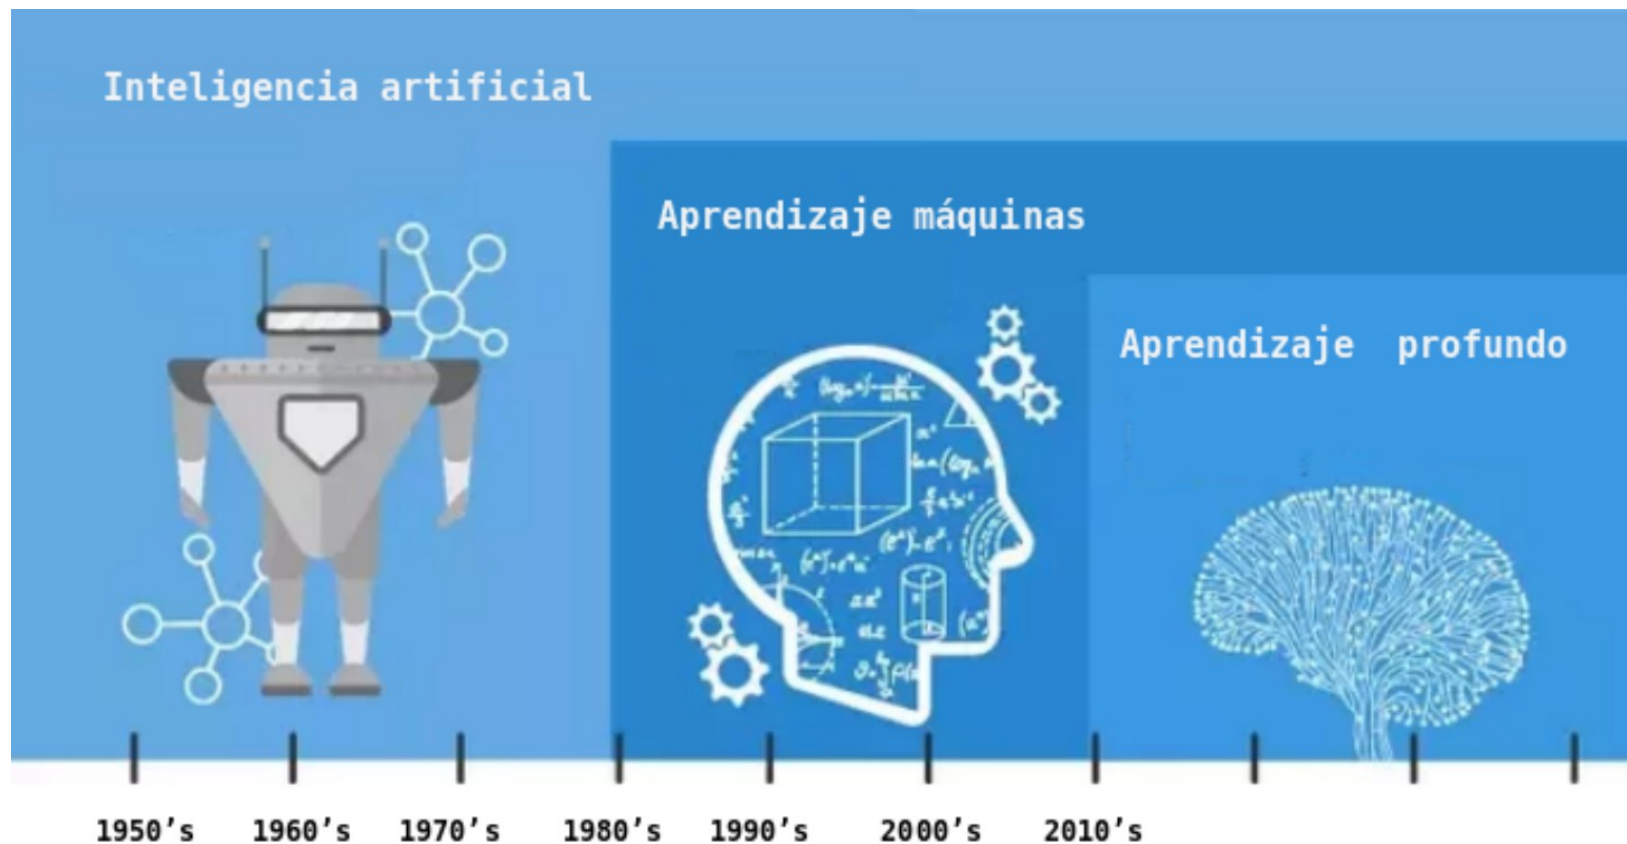 Inteligencia artificial
Aprendizaje máquinas
Aprendizaje profundo
1950’s 1960’s 1970’s 1980’s 1990’s 2000’s 2010’s